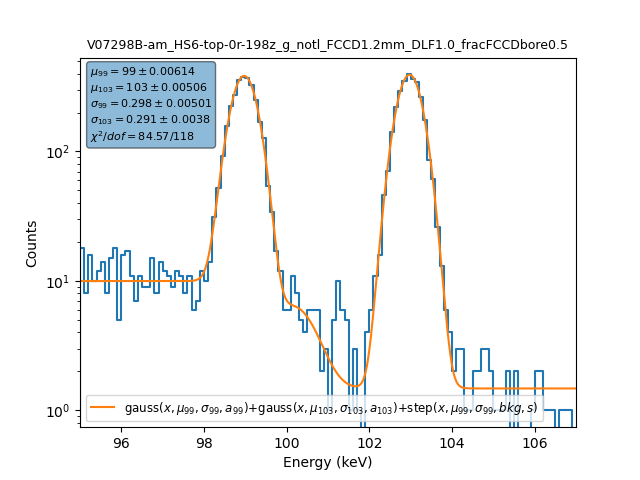 V07298B-am_HS6-top-0r-198z_g_notl_FCCD1.2mm_DLF1.0_fracFCCDbore0.5
μ₉₉ = 99 ± 0.00614
μ₁₀₃ = 103 ± 0.00506
σ₉₉ = 0.298 ± 0.00501
σ₁₀₃ = 0.291 ± 0.0038
χ²/dof = 84.57/118
10²
10¹
10⁰
Counts
gauss(x, μ₉₉, σ₉₉, a₉₉)+gauss(x, μ₁₀₃, σ₁₀₃, a₁₀₃)+step(x, μ₉₉, σ₉₉, bkg, s)
96 98 100 102 104 106
Energy (keV)